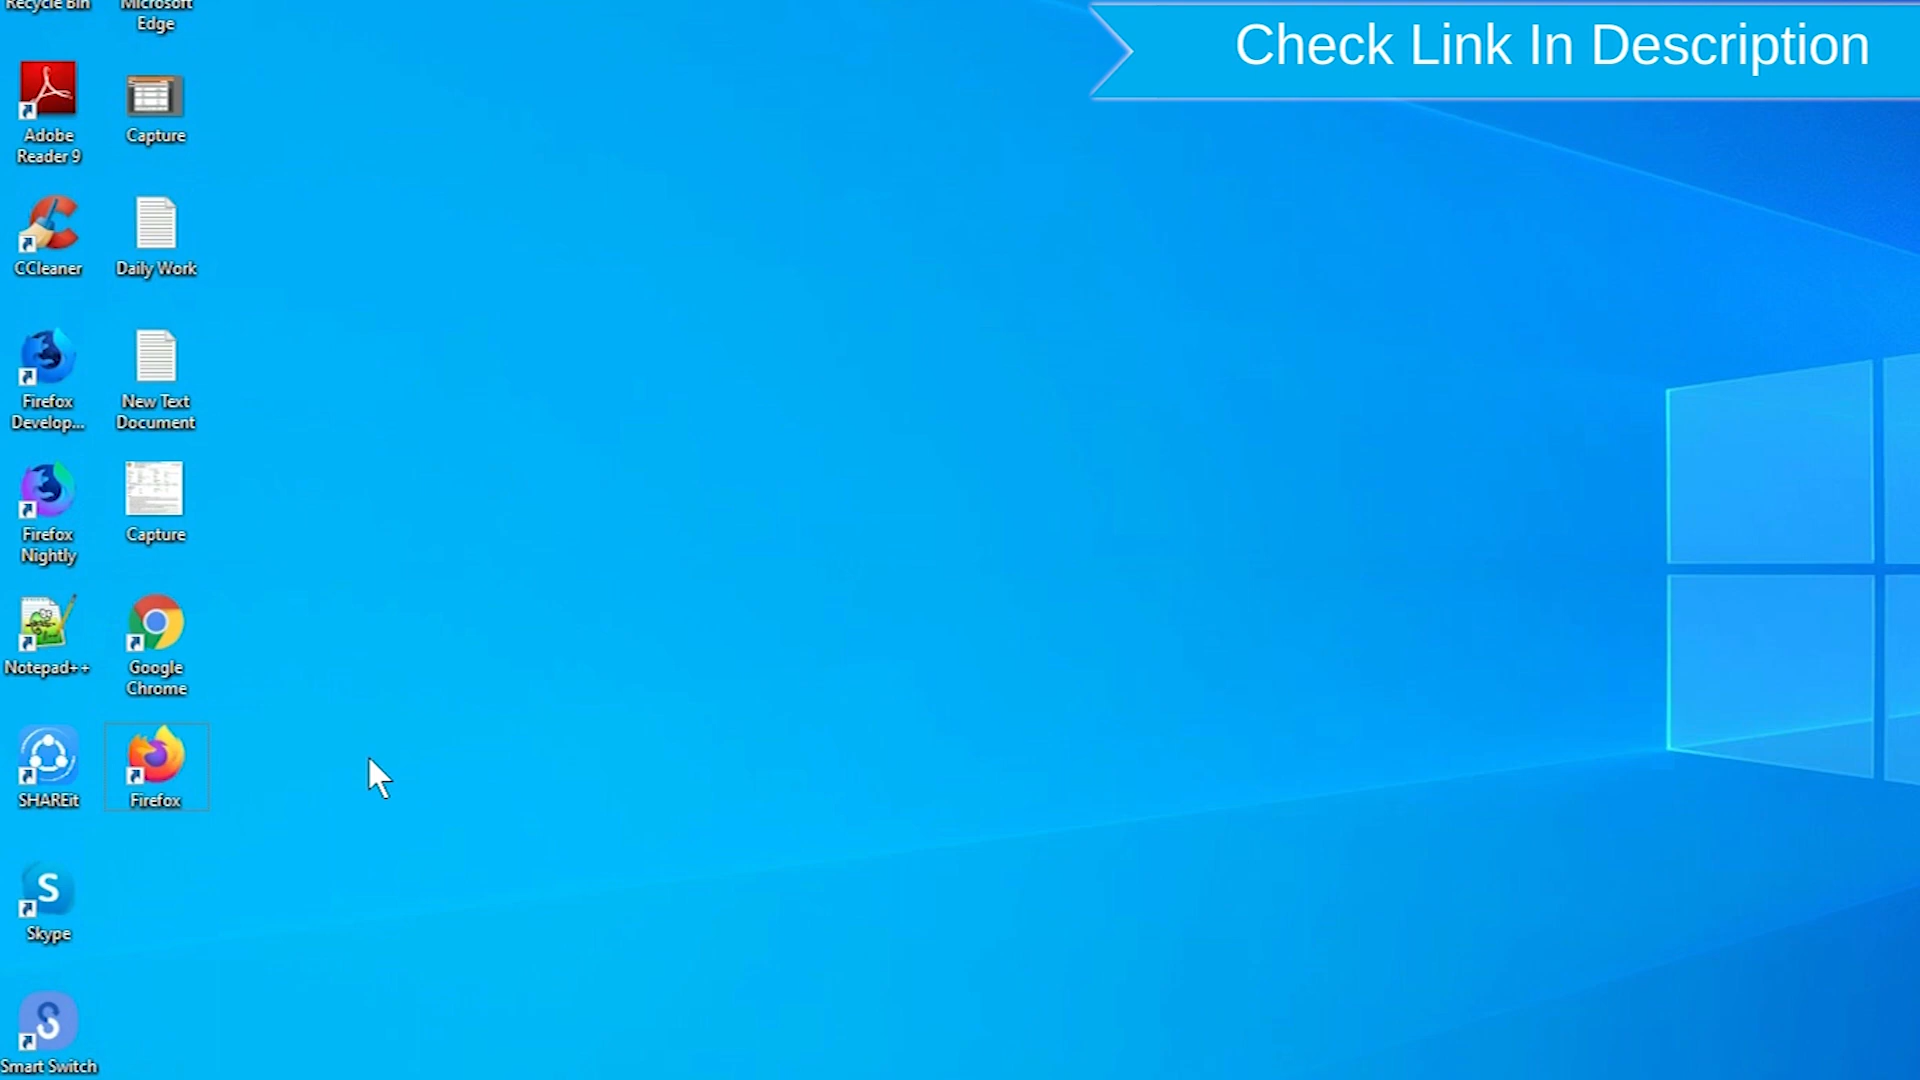 Recycle Bin
Microsoft
Edge
Check Link In Description
Adobe
Reader 9
Capture
CCleaner
Daily Work
Firefox
Develop...
New Text
Document
Firefox
Nightly
Capture
Notepad++
Google
Chrome
SHAREit
Firefox
S
Skype
Smart Switch